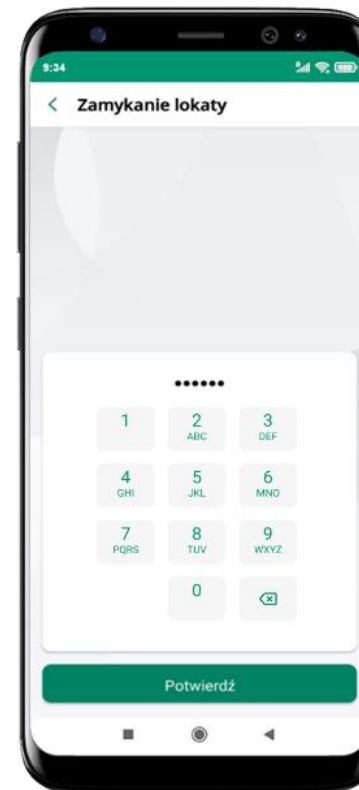 9:34
Zamykanie lokaty
••••••
1
2
ABC
3
DEF
4
GHI
5
JKL
6
MNO
7
PQRS
8
TUV
9
WXYZ
0
Potwierdź